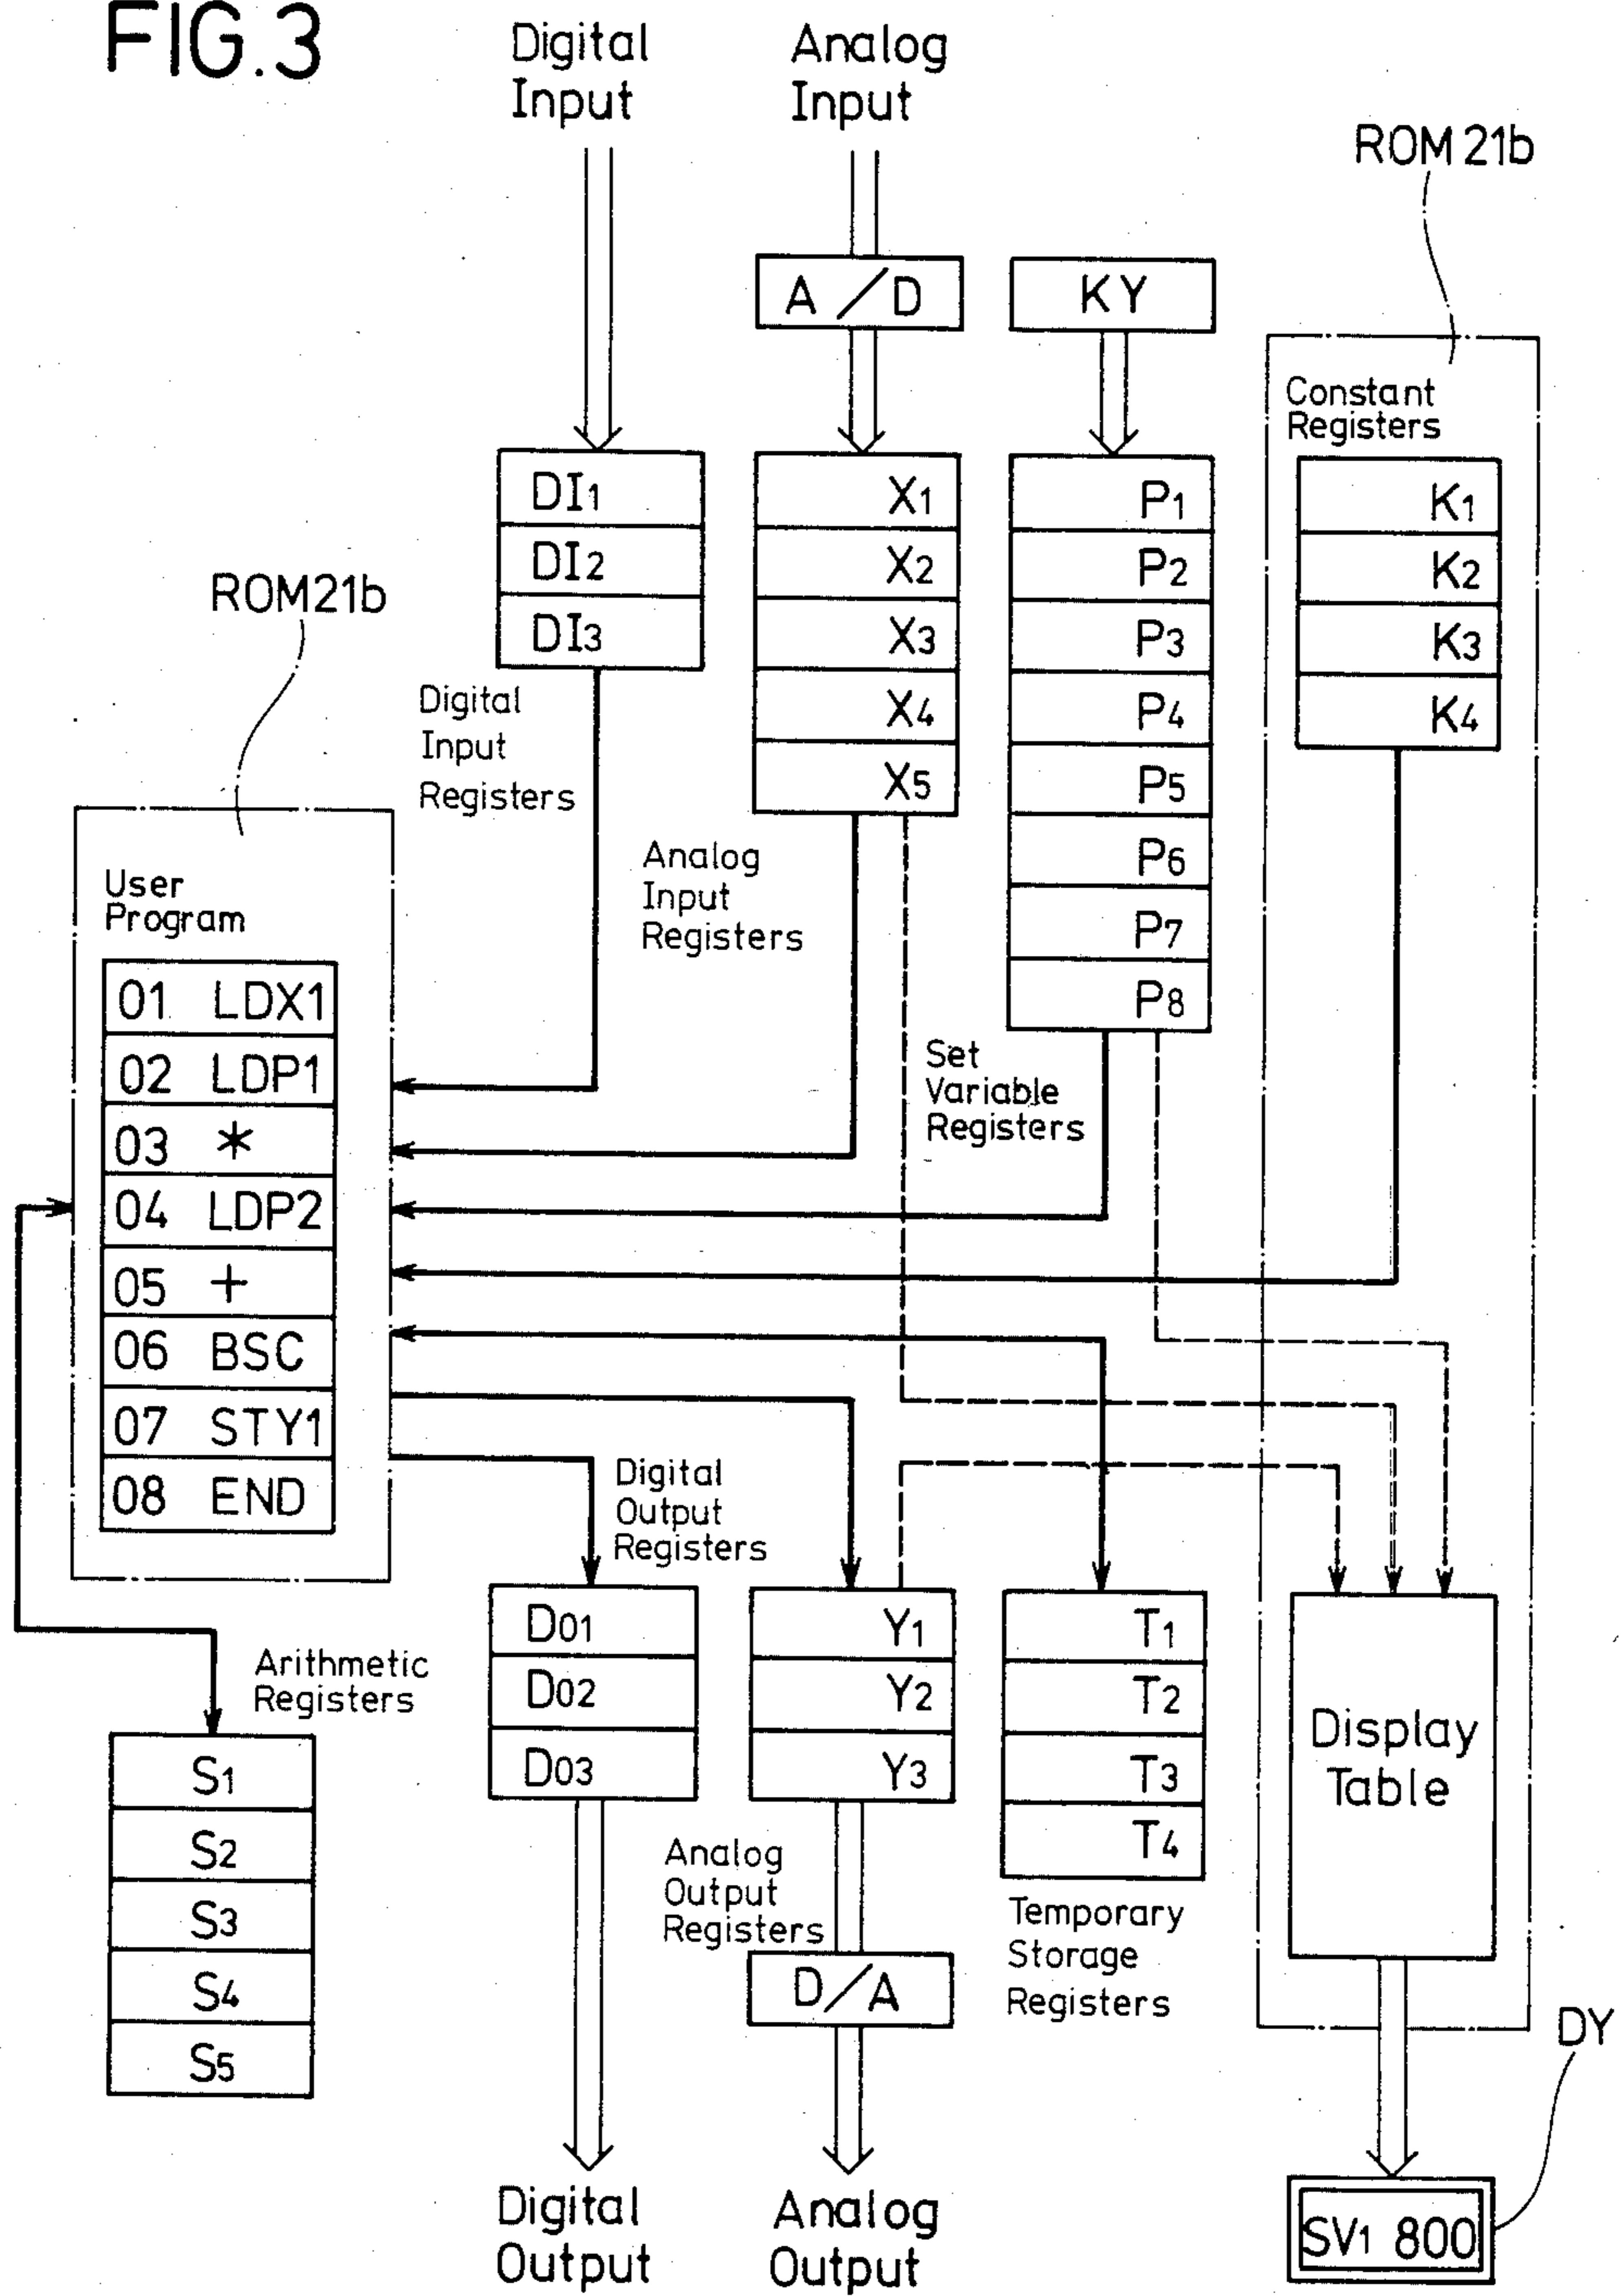 FIG.3
Digital
Input
Analog
Input
ROM 21b
A/D
KY
Constant
Registers
DI1
DI2
DI3
X1
X2
X3
X4
X5
P1
P2
P3
P4
P5
P6
P7
P8
K1
K2
K3
K4
ROM21b
Digital
Input
Registers
Analog
Input
Registers
Set
Variable
Registers
User
Program
01 LDX1
02 LDP1
03 *
04 LDP2
05 +
06 BSC
07 STY1
08 END
Digital
Output
Registers
Arithmetic
Registers
S1
S2
S3
S4
S5
D01
D02
D03
Y1
Y2
Y3
T1
T2
T3
T4
Display
Table
Analog
Output
Registers
Temporary
Storage
Registers
D/A
DY
Digital
Output
Analog
Output
SV1 800